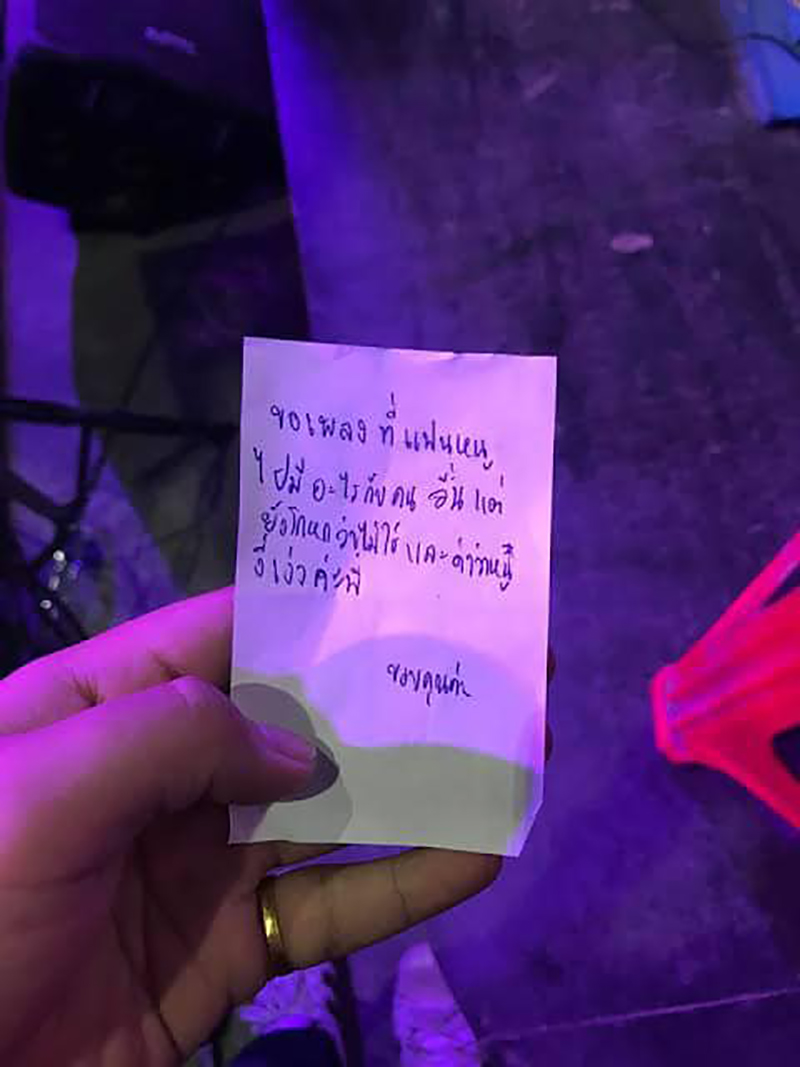 ขอเพลง ที่ แฟนหนู
ไปมี อะไรกับ คน อื่น แต่
ยังโกหกว่าไม่ใช่ และ ด่าว่าหนู
งี่เง่าค่ะพี่
ขอบคุณค่ะ